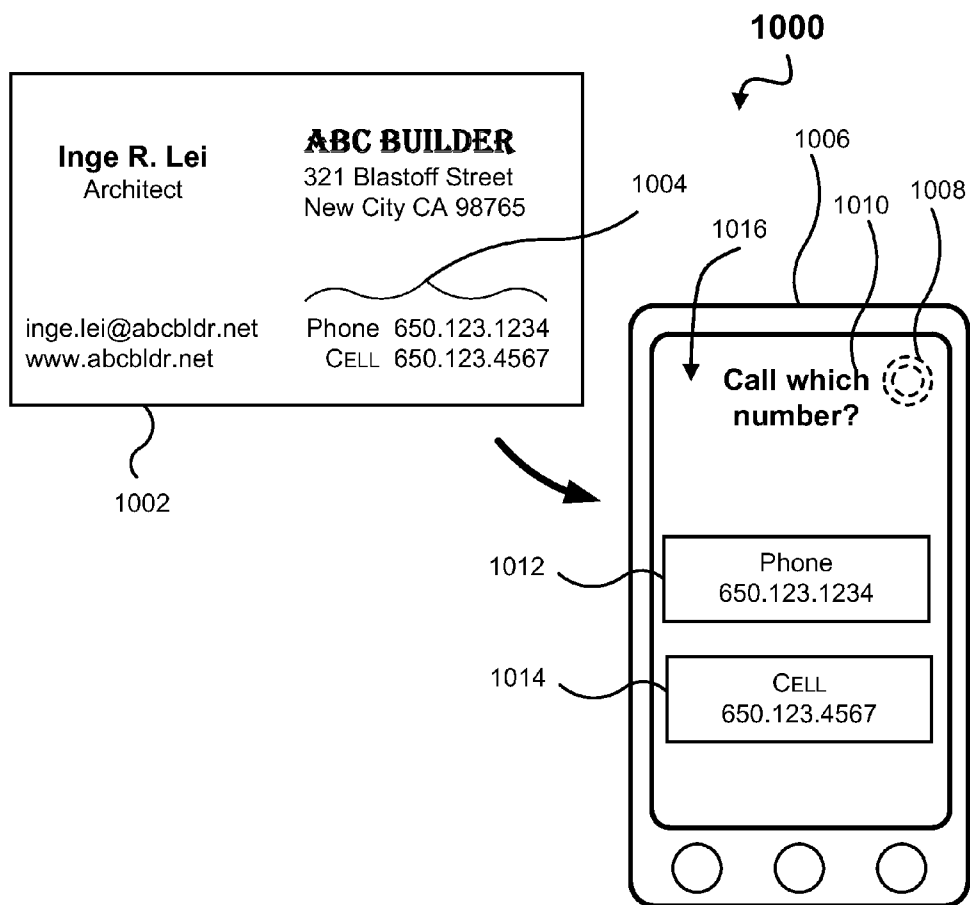 1000
Inge R. Lei
Architect
ABC BUILDER
321 Blastoff Street
New City CA 98765
inge.lei@abcbldr.net
www.abcbldr.net
Phone 650.123.1234
CELL 650.123.4567
1002
1004
1006
1008
1010
1016
Call which
number?
1012
Phone
650.123.1234
1014
CELL
650.123.4567